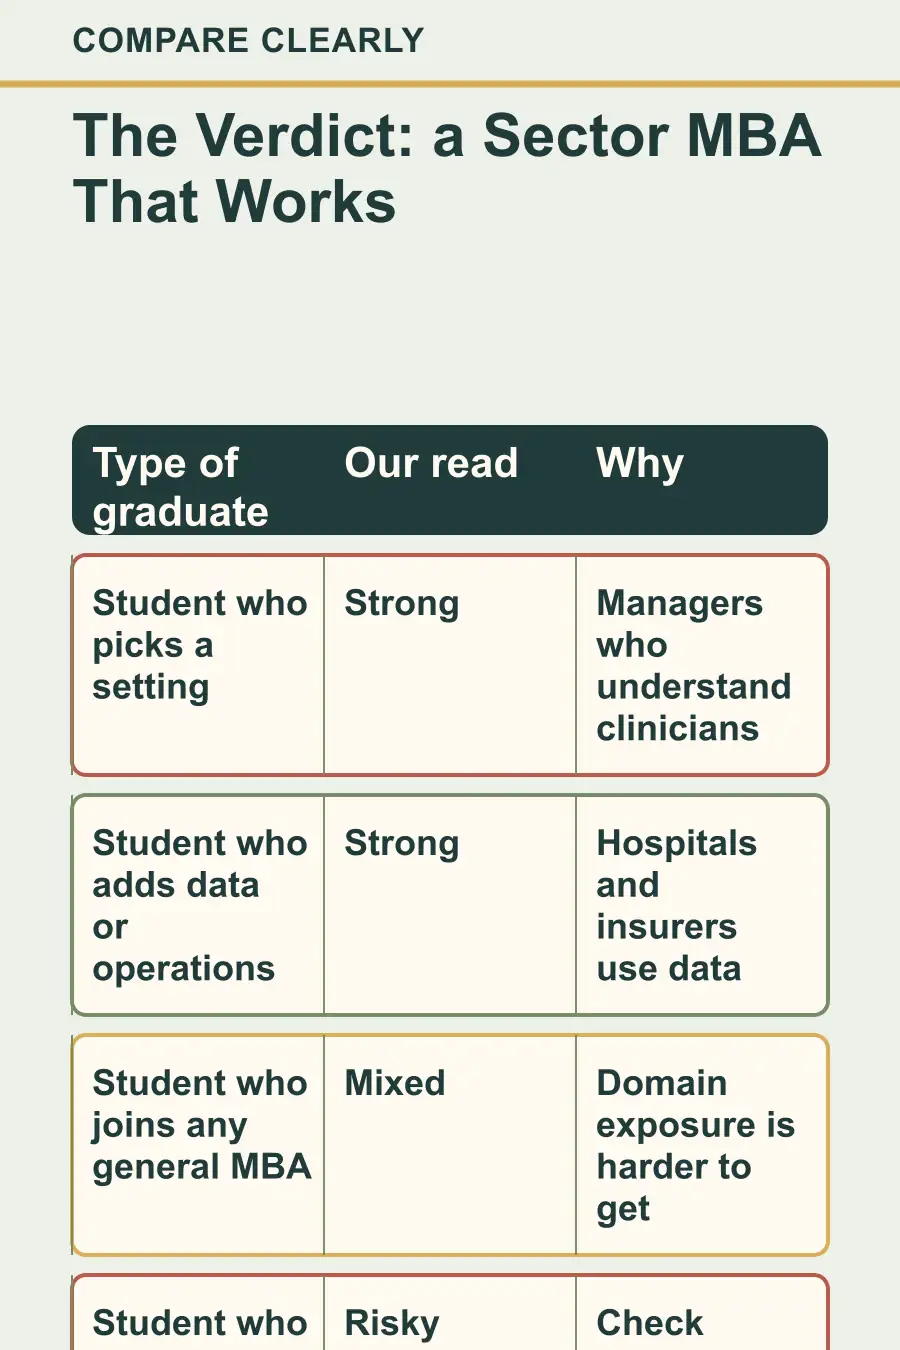 COMPARE CLEARLY
The Verdict: a Sector MBA
That Works
Type of
graduate
Our read
Why
Student who
picks a
setting
Strong
Managers
who
understand
clinicians
Student who
adds data
or
operations
Strong
Hospitals
and
insurers
use data
Student who
joins any
general MBA
Mixed
Domain
exposure is
harder to
get
Student who
Risky
Check